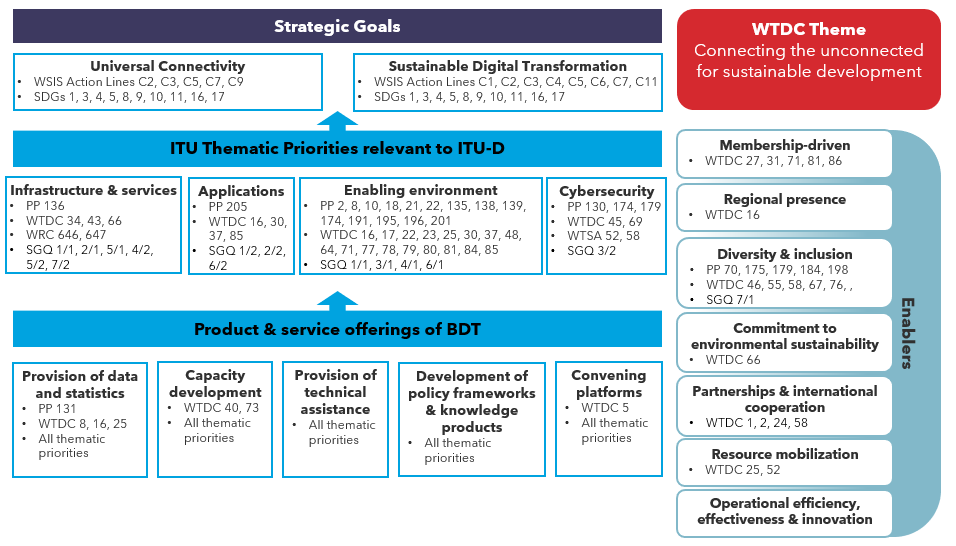 Strategic Goals
Universal Connectivity
• WSIS Action Lines C2, C3, C5, C7, C9
• SDGs 1, 3, 4, 5, 8, 9, 10, 11, 16, 17
Sustainable Digital Transformation
• WSIS Action Lines C1, C2, C3, C4, C5, C6, C7, C11
• SDGs 1, 3, 4, 5, 8, 9, 10, 11, 16, 17
ITU Thematic Priorities relevant to ITU-D
Infrastructure & services
• PP 136
• WTDC 34, 43, 66
• WRC 646, 647
• SGQ 1/1, 2/1, 5/1, 4/2,
5/2, 7/2
Applications
• PP 205
• WTDC 16, 30,
37, 85
• SGQ 1/2, 2/2,
6/2
Enabling environment
• PP 2, 8, 10, 18, 21, 22, 135, 138, 139,
174, 191, 195, 196, 201
• WTDC 16, 17, 22, 23, 25, 30, 37, 48,
64, 71, 77, 78, 79, 80, 81, 84, 85
• SGQ 1/1, 3/1, 4/1, 6/1
Cybersecurity
• PP 130, 174, 179
• WTDC 45, 69
• WTSA 52, 58
• SGQ 3/2
Product & service offerings of BDT
Provision of data
and statistics
• PP 131
• WTDC 8, 16, 25
• All thematic
priorities
Capacity
development
• WTDC 40, 73
• All thematic
priorities
Provision of
technical
assistance
• All thematic
priorities
Development of
policy frameworks
& knowledge
products
• All thematic
priorities
Convening
platforms
• WTDC 5
• All thematic
priorities
WTDC Theme
Connecting the unconnected
for sustainable development
Membership-driven
• WTDC 27, 31, 71, 81, 86
Regional presence
• WTDC 16
Diversity & inclusion
• PP 70, 175, 179, 184, 198
• WTDC 46, 55, 58, 67, 76, ,
• SGQ 7/1
Commitment to
environmental sustainability
• WTDC 66
Partnerships & international
cooperation
• WTDC 1, 2, 24, 58
Resource mobilization
• WTDC 25, 52
Operational efficiency,
effectiveness & innovation
Enablers